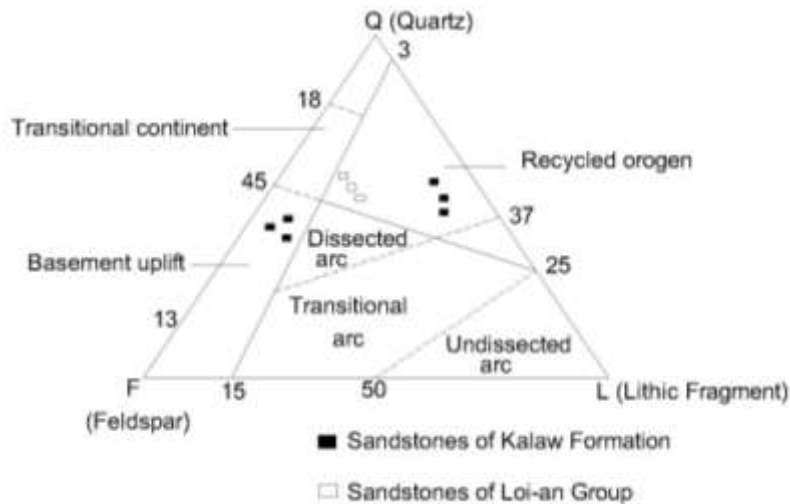 Q (Quartz)
3
18
Transitional continent
Recycled orogen
45
37
Dissected
arc
Basement uplift
25
Transitional
arc
13
Undissected
arc
F
15
50
L (Lithic Fragment)
(Feldspar)
Sandstones of Kalaw Formation
Sandstones of Loi-an Group